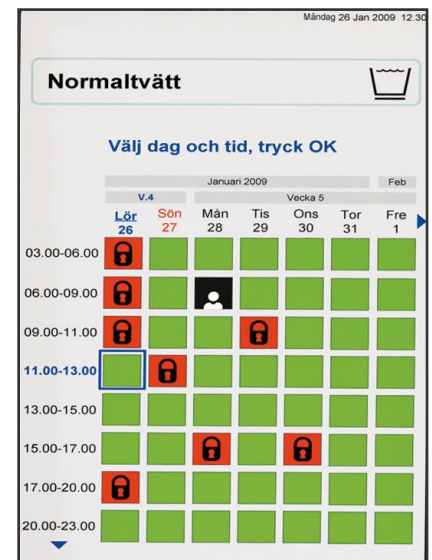 Måndag 26 Jan 2009 12.30
Normaltvätt
Välj dag och tid, tryck OK
Januari 2009 Feb
V.4 Vecka 5
Lör Sön Mån Tis Ons Tor Fre
26 27 28 29 30 31 1
03.00-06.00
06.00-09.00
09.00-11.00
11.00-13.00
13.00-15.00
15.00-17.00
17.00-20.00
20.00-23.00